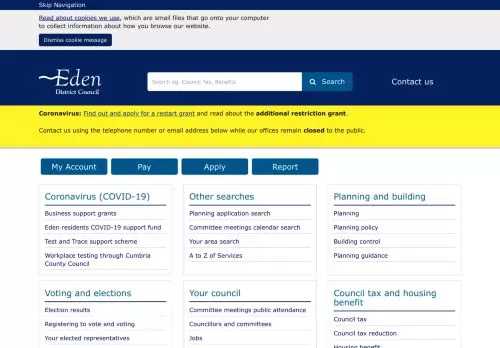 Skip Navigation
Read about cookies we use, which are small files that go onto your computer
to collect information about how you browse our website.
Dismiss cookie message
Eden
District Council
Search eg. Council Tax, Benefits
Search
Contact us
Coronavirus: Find out and apply for a restart grant and read about the additional restriction grant.
Contact us using the telephone number or email address below while our offices remain closed to the public.
My Account
Pay
Apply
Report
Coronavirus (COVID-19)
Business support grants
Eden residents COVID-19 support fund
Test and Trace support scheme
Workplace testing through Cumbria
County Council
Other searches
Planning application search
Committee meetings calendar search
Your area search
A to Z of Services
Planning and building
Planning
Planning policy
Building control
Planning guidance
Voting and elections
Election results
Registering to vote and voting
Your elected representatives
Your council
Committee meetings public attendance
Councillors and committees
Jobs
Council tax and housing
benefit
Council tax
Council tax reduction
Housing benefit